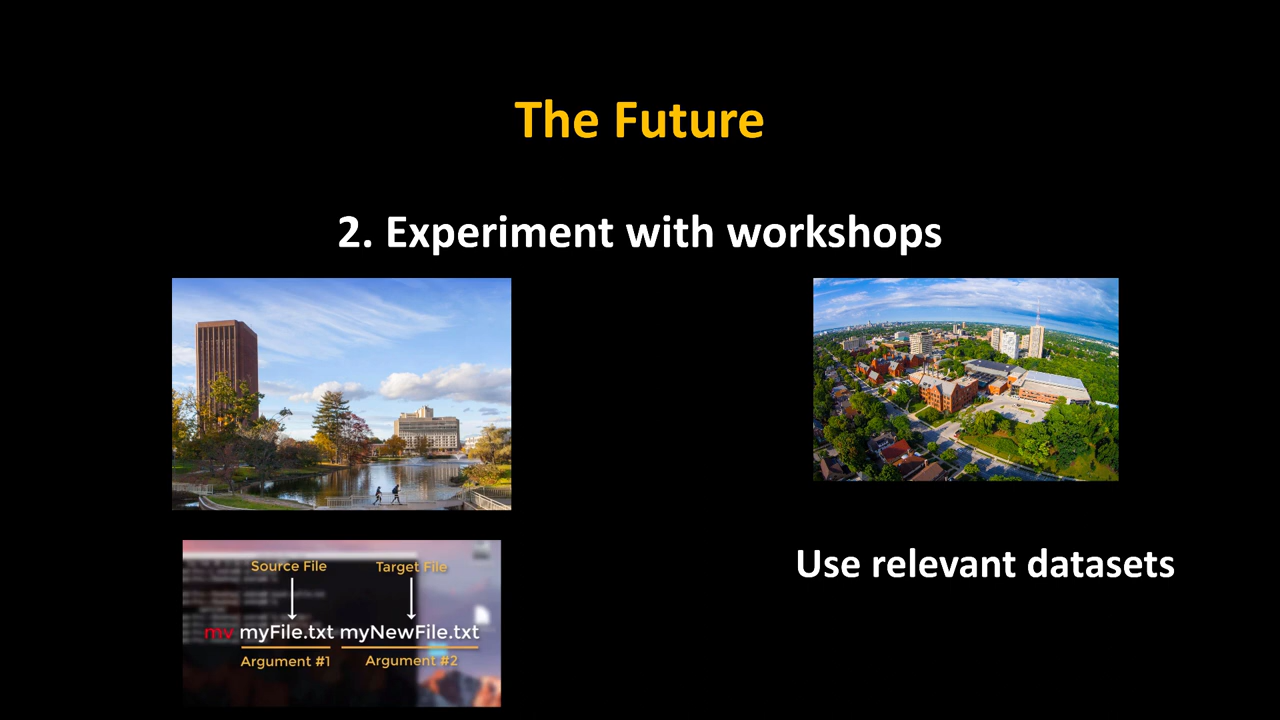 The Future
2. Experiment with workshops
Source File Target File
mv myFile.txt myNewFile.txt
Argument #1 Argument #2
Use relevant datasets